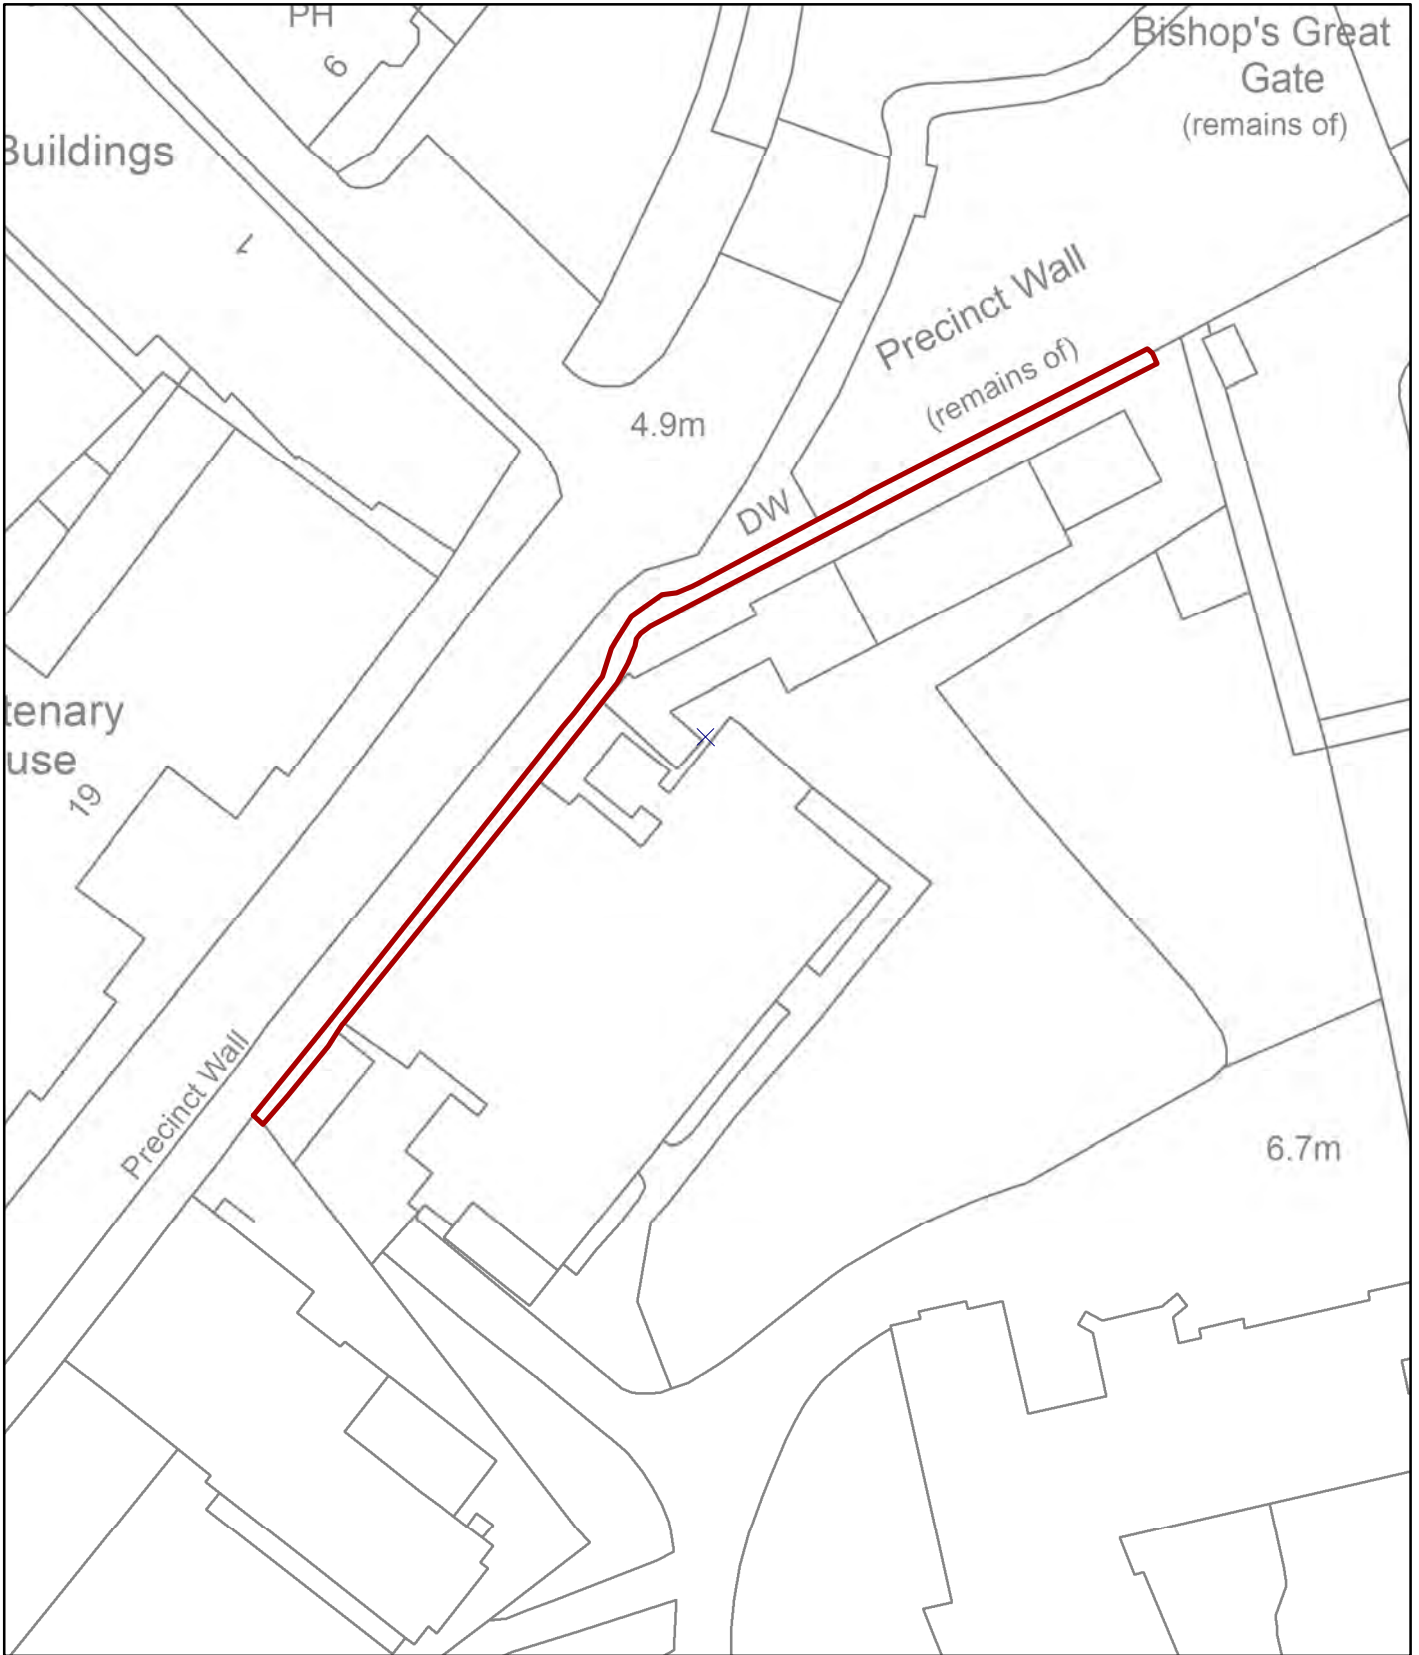 PH
6
Bishop's Great
Gate
(remains of)
Buildings
1
Precinct Wall
(remains of)
4.9m
DW
tenary
use
19
Precinct Wall
6.7m